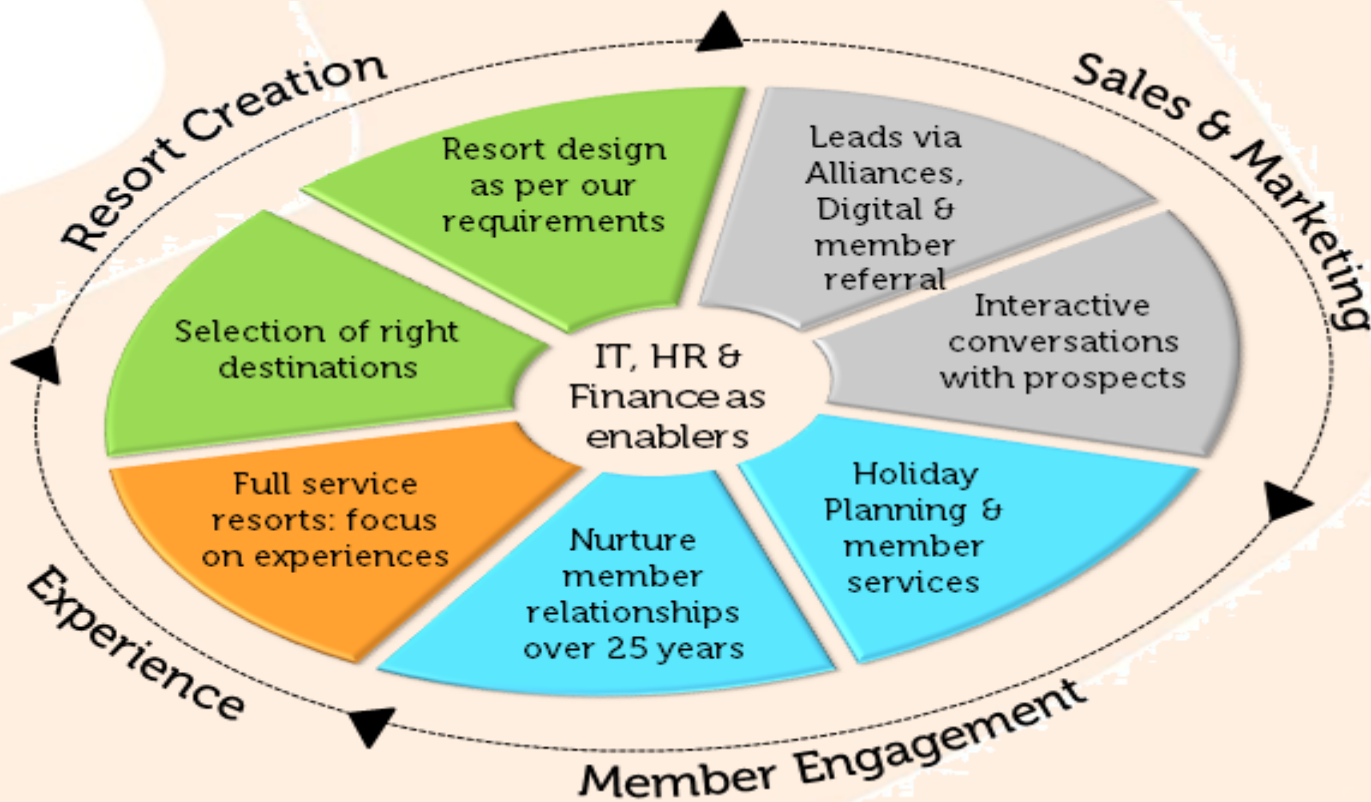 Resort Creation
Sales & Marketing
Resort design
as per our
requirements
Leads via
Alliances,
Digital &
member
referral
Selection of right
destinations
Interactive
conversations
with prospects
IT, HR &
Finance as
enablers
Full service
resorts: focus
on experiences
Nurture
member
relationships
over 25 years
Holiday
Planning &
member
services
Experience
Member Engagement